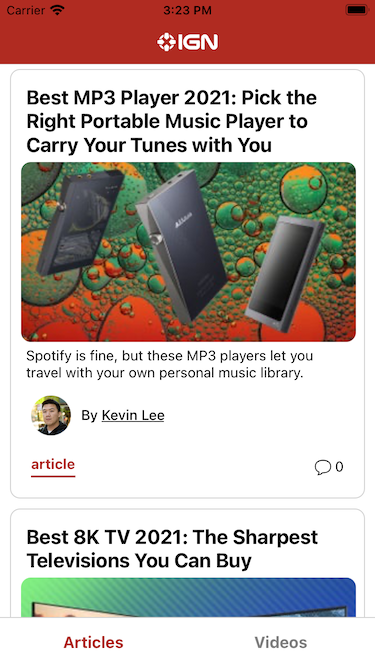 Carrier 3:23 PM
IGN
Best MP3 Player 2021: Pick the
Right Portable Music Player to
Carry Your Tunes with You
Spotify is fine, but these MP3 players let you
travel with your own personal music library.
By Kevin Lee
article 0
Best 8K TV 2021: The Sharpest
Televisions You Can Buy
Articles Videos